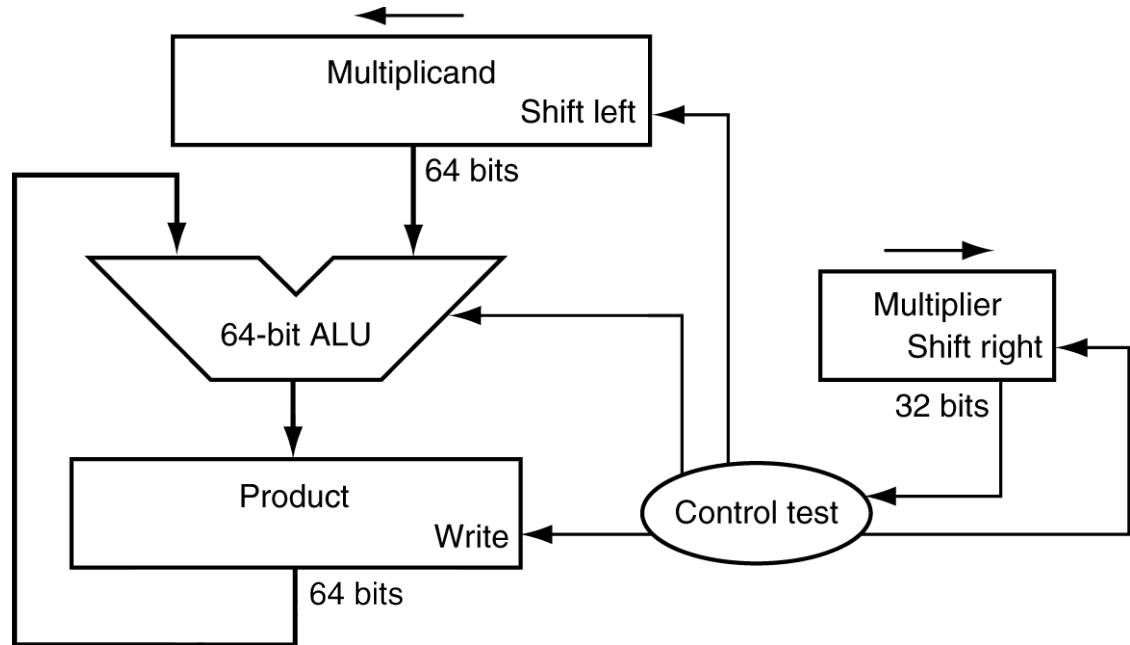 Multiplicand
Shift left
64 bits
64-bit ALU
Multiplier
Shift right
32 bits
Product
Write
Control test
64 bits